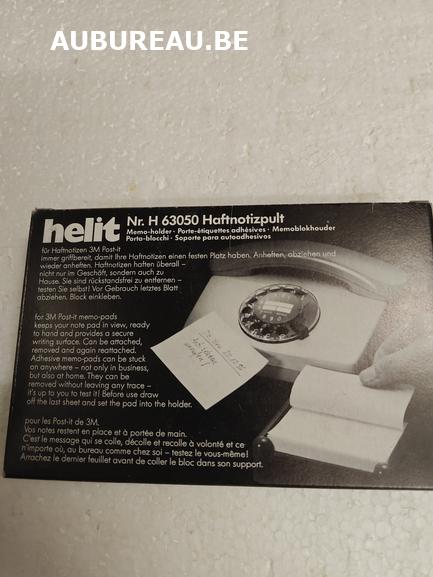 AUBUREAU.BE
helit Nr. H 63050 Haftnotizpult
Memo-holder · Porte-étiquettes adhésives · Memoblokhouder
Porta-blocchi · Soporte para autoadhesivos
für Haftnotizen 3M Post-it
immer griffbereit, damit Ihre Haftnotizen einen festen Platz haben. Anheften, abziehen und
wieder anheften. Haftnotizen haften überall –
nicht nur im Geschäft, sondern auch zu
Hause. Sie sind rückstandsfrei zu entfernen –
testen Sie selbst! Vor Gebrauch letztes Blatt
abziehen. Block einkleben.
for 3M Post-it memo-pads
keeps your note pad in view, ready
to hand and provides a secure
writing surface. Can be attached,
removed and again reattached.
Adhesive memo-pads can be stuck
on anywhere – not only in business,
but also at home. They can be
removed without leaving any trace –
it's up to you to test it! Before use draw
off the last sheet and set the pad into the holder.
pour les Post-it de 3M.
Vos notes restent en place et à portée de main.
C'est le message qui se colle, décolle et recolle à volonté et ce
n'importe où, au bureau comme chez soi – testez le vous-même!
Arrachez le dernier feuillet avant de coller le bloc dans son support.